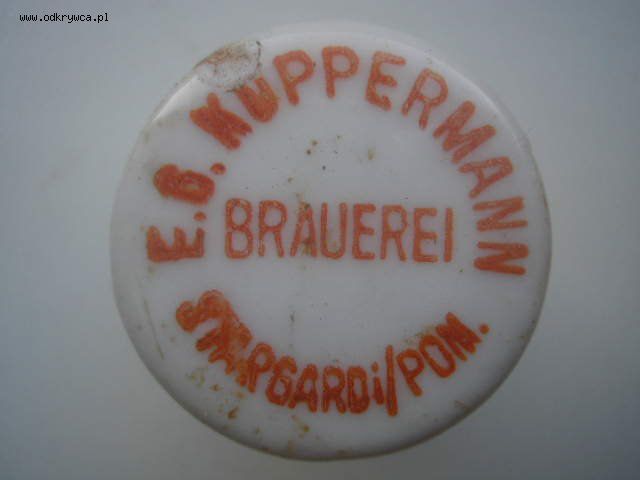 www.odkrywca.pl
E.G. KUPPERMANN
BRAUEREI
STARGARD i/POM.